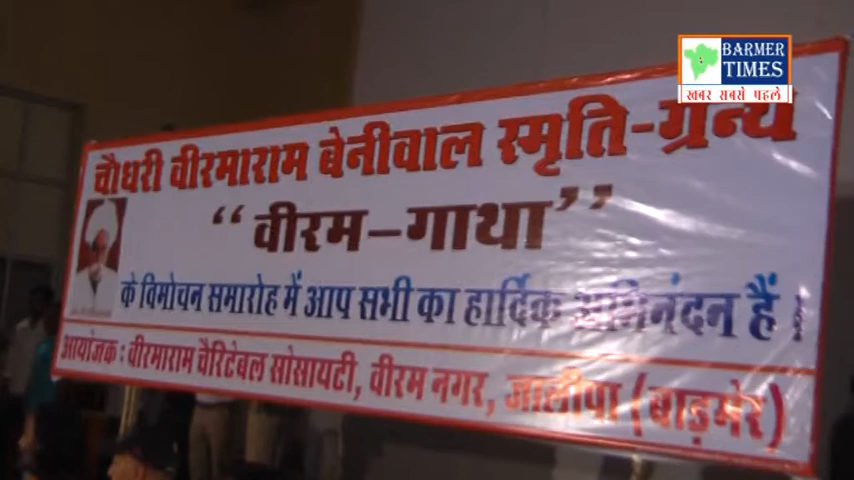 BARMER
TIMES
खबर सबसे पहले
चौधरी वीरमाराम बेनीवाल स्मृति-ग्रन्थ
“वीरम-गाथा”
के विमोचन समारोह में आप सभी का हार्दिक अभिनंदन हैं।
आयोजक : वीरमाराम चैरिटेबल सोसायटी, वीरम नगर, जालीपा (बाड़मेर)